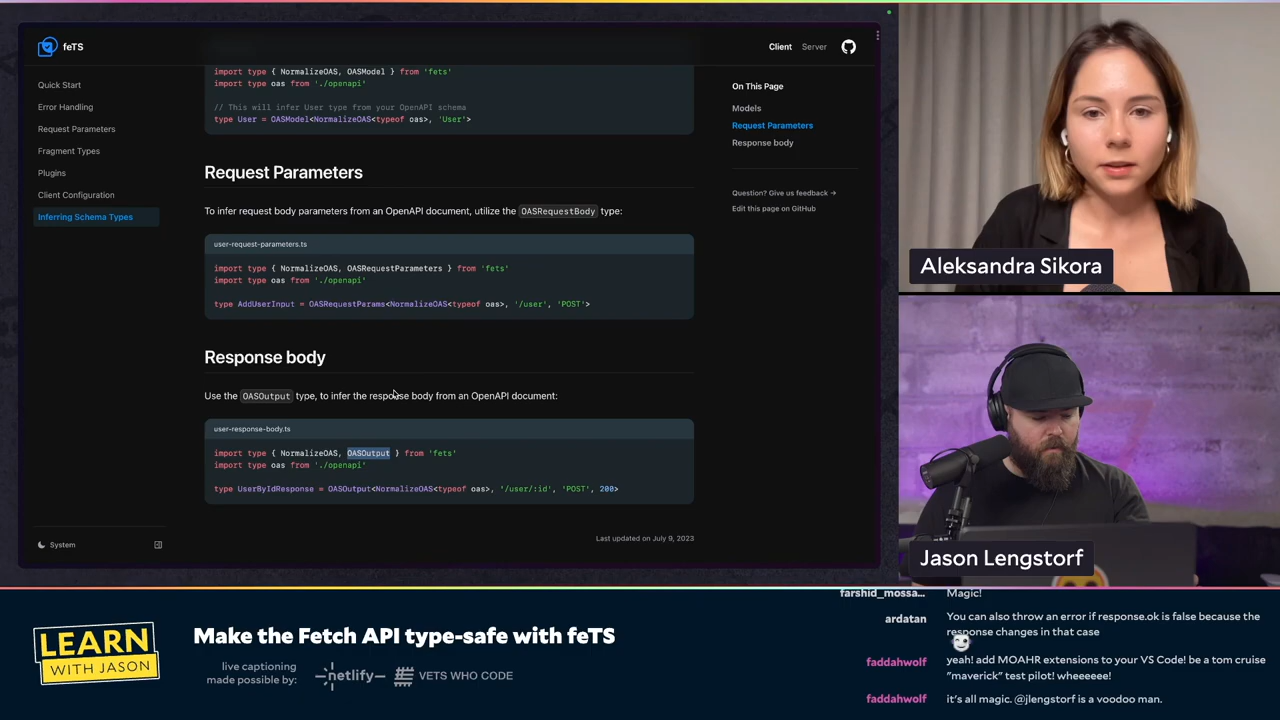 feTS
Client
Server
Quick Start
Error Handling
Request Parameters
Fragment Types
Plugins
Client Configuration
Inferring Schema Types
System
import type { NormalizeOAS, OASModel } from 'fets'
import type oas from './openapi'
// This will infer User type from your OpenAPI schema
type User = OASModel<NormalizeOAS<typeof oas>, 'User'>
Request Parameters
To infer request body parameters from an OpenAPI document, utilize the OASRequestBody type:
user-request-parameters.ts
import type { NormalizeOAS, OASRequestParameters } from 'fets'
import type oas from './openapi'
type AddUserInput = OASRequestParams<NormalizeOAS<typeof oas>, '/user', 'POST'>
Response body
Use the OASOutput type, to infer the response body from an OpenAPI document:
user-response-body.ts
import type { NormalizeOAS, OASOutput } from 'fets'
import type oas from './openapi'
type UserByIdResponse = OASOutput<NormalizeOAS<typeof oas>, '/user/:id', 'POST', 200>
Last updated on July 9, 2023
On This Page
Models
Request Parameters
Response body
Question? Give us feedback →
Edit this page on GitHub
Aleksandra Sikora
Jason Lengstorf
LEARN
WITH JASON
Make the Fetch API type-safe with feTS
live captioning
made possible by:
netlify
VETS WHO CODE
farshid_mossa... Magic!
ardatan You can also throw an error if response.ok is false because the
response changes in that case
faddahwolf yeah! add MOAHR extensions to your VS Code! be a tom cruise
"maverick" test pilot! wheeeeee!
faddahwolf it's all magic. @jlengstorf is a voodoo man.